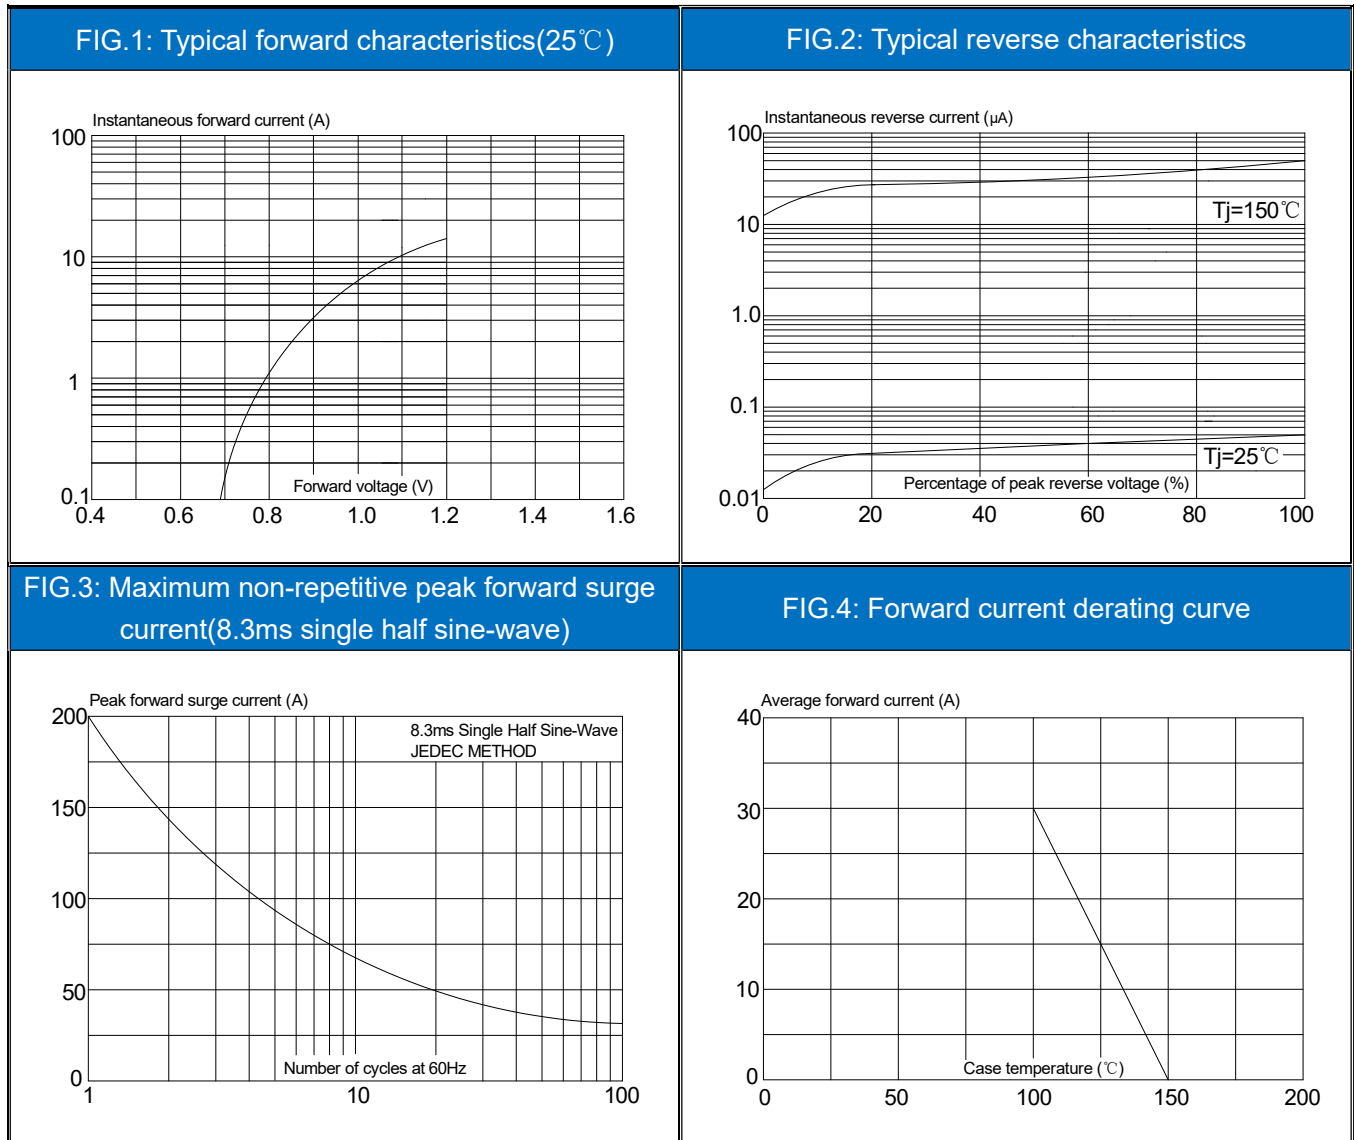 FIG.1: Typical forward characteristics(25℃)
Instantaneous forward current (A)
100
10
1
0.1
Forward voltage (V)
0.4 0.6 0.8 1.0 1.2 1.4 1.6
FIG.2: Typical reverse characteristics
Instantaneous reverse current (μA)
100
Tj=150℃
10
1.0
0.1
Tj=25℃
Percentage of peak reverse voltage (%)
0.01
0 20 40 60 80 100
FIG.3: Maximum non-repetitive peak forward surge
current(8.3ms single half sine-wave)
Peak forward surge current (A)
200
8.3ms Single Half Sine-Wave
JEDEC METHOD
150
100
50
Number of cycles at 60Hz
0
1 10 100
FIG.4: Forward current derating curve
Average forward current (A)
40
30
20
10
Case temperature (℃)
0
0 50 100 150 200